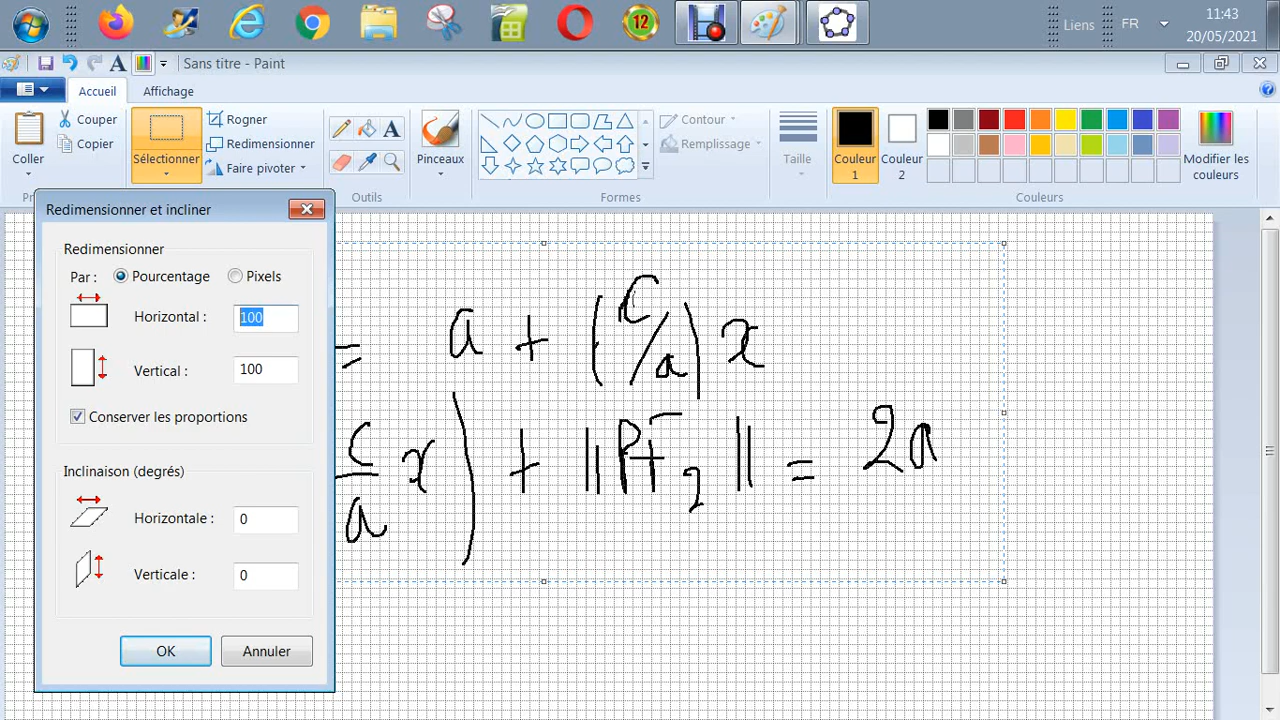 12
Liens
FR
11:43
20/05/2021
A
Sans titre - Paint
Accueil
Affichage
Coller
Couper
Copier
Sélectionner
Rogner
Redimensionner
Faire pivoter
A
Outils
Pinceaux
Contour
Remplissage
Formes
Taille
Couleur
1
Couleur
2
Modifier les
couleurs
Couleurs
Redimensionner et incliner
Redimensionner
Par :
Pourcentage
Pixels
Horizontal :
100
Vertical :
100
Conserver les proportions
Inclinaison (degrés)
Horizontale :
0
Verticale :
0
OK
Annuler
= a + (c/a) x
c/a x) + ||PF₂|| = 2a